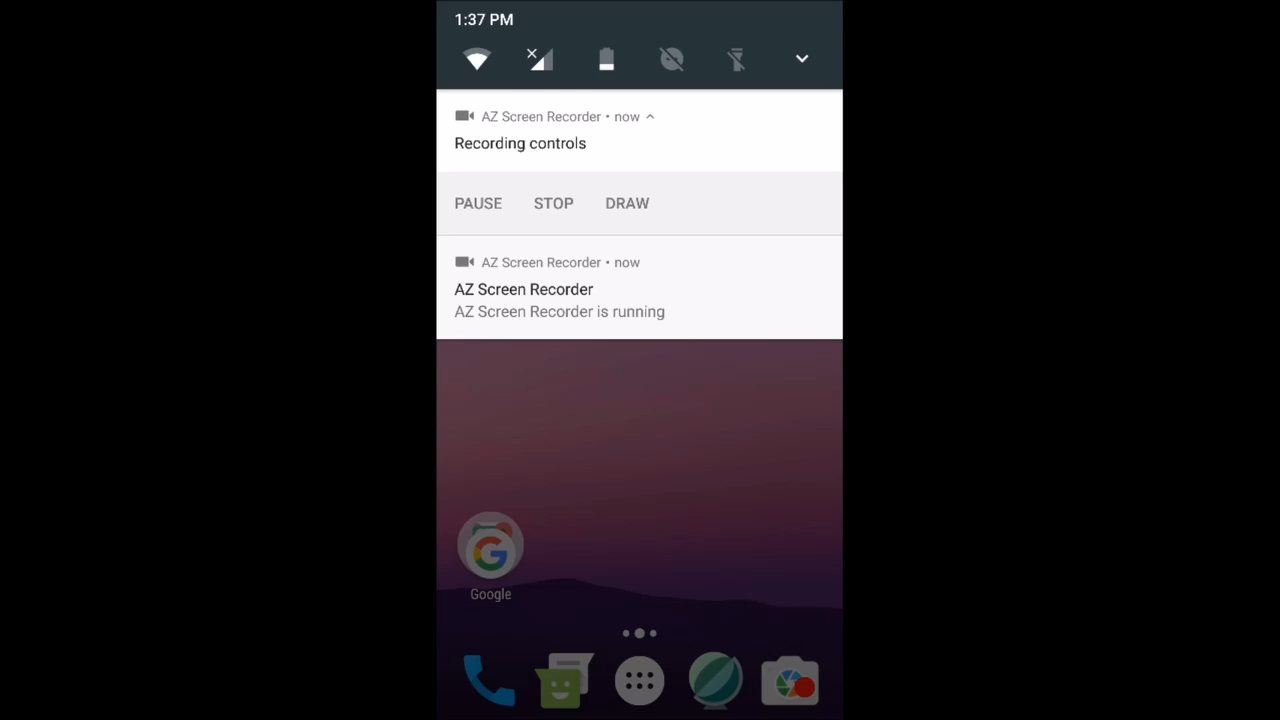 1:37 PM
AZ Screen Recorder • now
Recording controls
PAUSE STOP DRAW
AZ Screen Recorder • now
AZ Screen Recorder
AZ Screen Recorder is running
Google